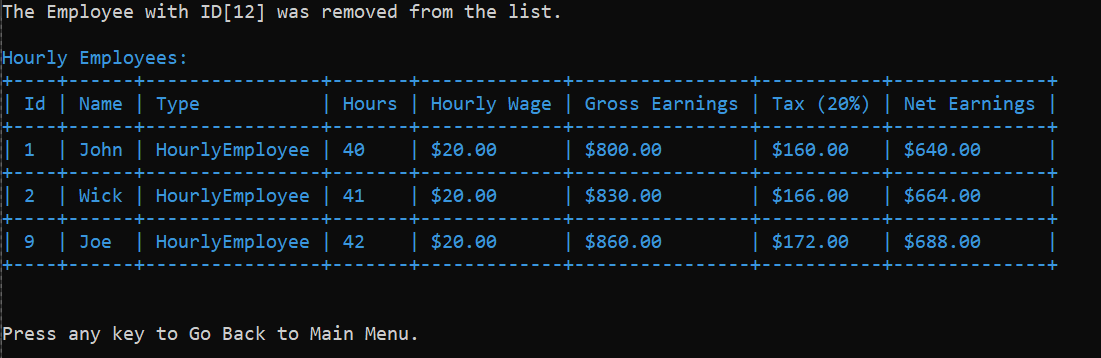 The Employee with ID[12] was removed from the list.
Hourly Employees:
+----+------+----------------+-------+-------------+----------------+-----------+--------------+
| Id | Name | Type           | Hours | Hourly Wage | Gross Earnings | Tax (20%) | Net Earnings |
+----+------+----------------+-------+-------------+----------------+-----------+--------------+
| 1  | John | HourlyEmployee | 40    | $20.00      | $800.00        | $160.00   | $640.00      |
+----+------+----------------+-------+-------------+----------------+-----------+--------------+
| 2  | Wick | HourlyEmployee | 41    | $20.00      | $830.00        | $166.00   | $664.00      |
+----+------+----------------+-------+-------------+----------------+-----------+--------------+
| 9  | Joe  | HourlyEmployee | 42    | $20.00      | $860.00        | $172.00   | $688.00      |
+----+------+----------------+-------+-------------+----------------+-----------+--------------+
Press any key to Go Back to Main Menu.